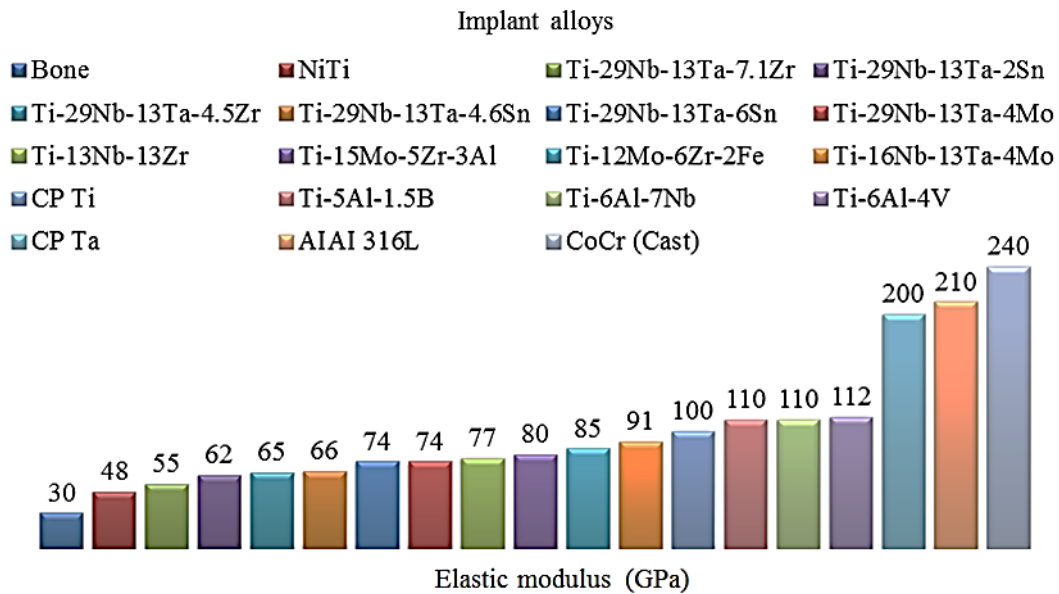 Implant alloys
Bone NiTi Ti-29Nb-13Ta-7.1Zr Ti-29Nb-13Ta-2Sn
Ti-29Nb-13Ta-4.5Zr Ti-29Nb-13Ta-4.6Sn Ti-29Nb-13Ta-6Sn Ti-29Nb-13Ta-4Mo
Ti-13Nb-13Zr Ti-15Mo-5Zr-3Al Ti-12Mo-6Zr-2Fe Ti-16Nb-13Ta-4Mo
CP Ti Ti-5Al-1.5B Ti-6Al-7Nb Ti-6Al-4V
CP Ta AIAI 316L CoCr (Cast)
30 48 55 62 65 66 74 74 77 80 85 91 100 110 110 112 200 210 240
Elastic modulus (GPa)